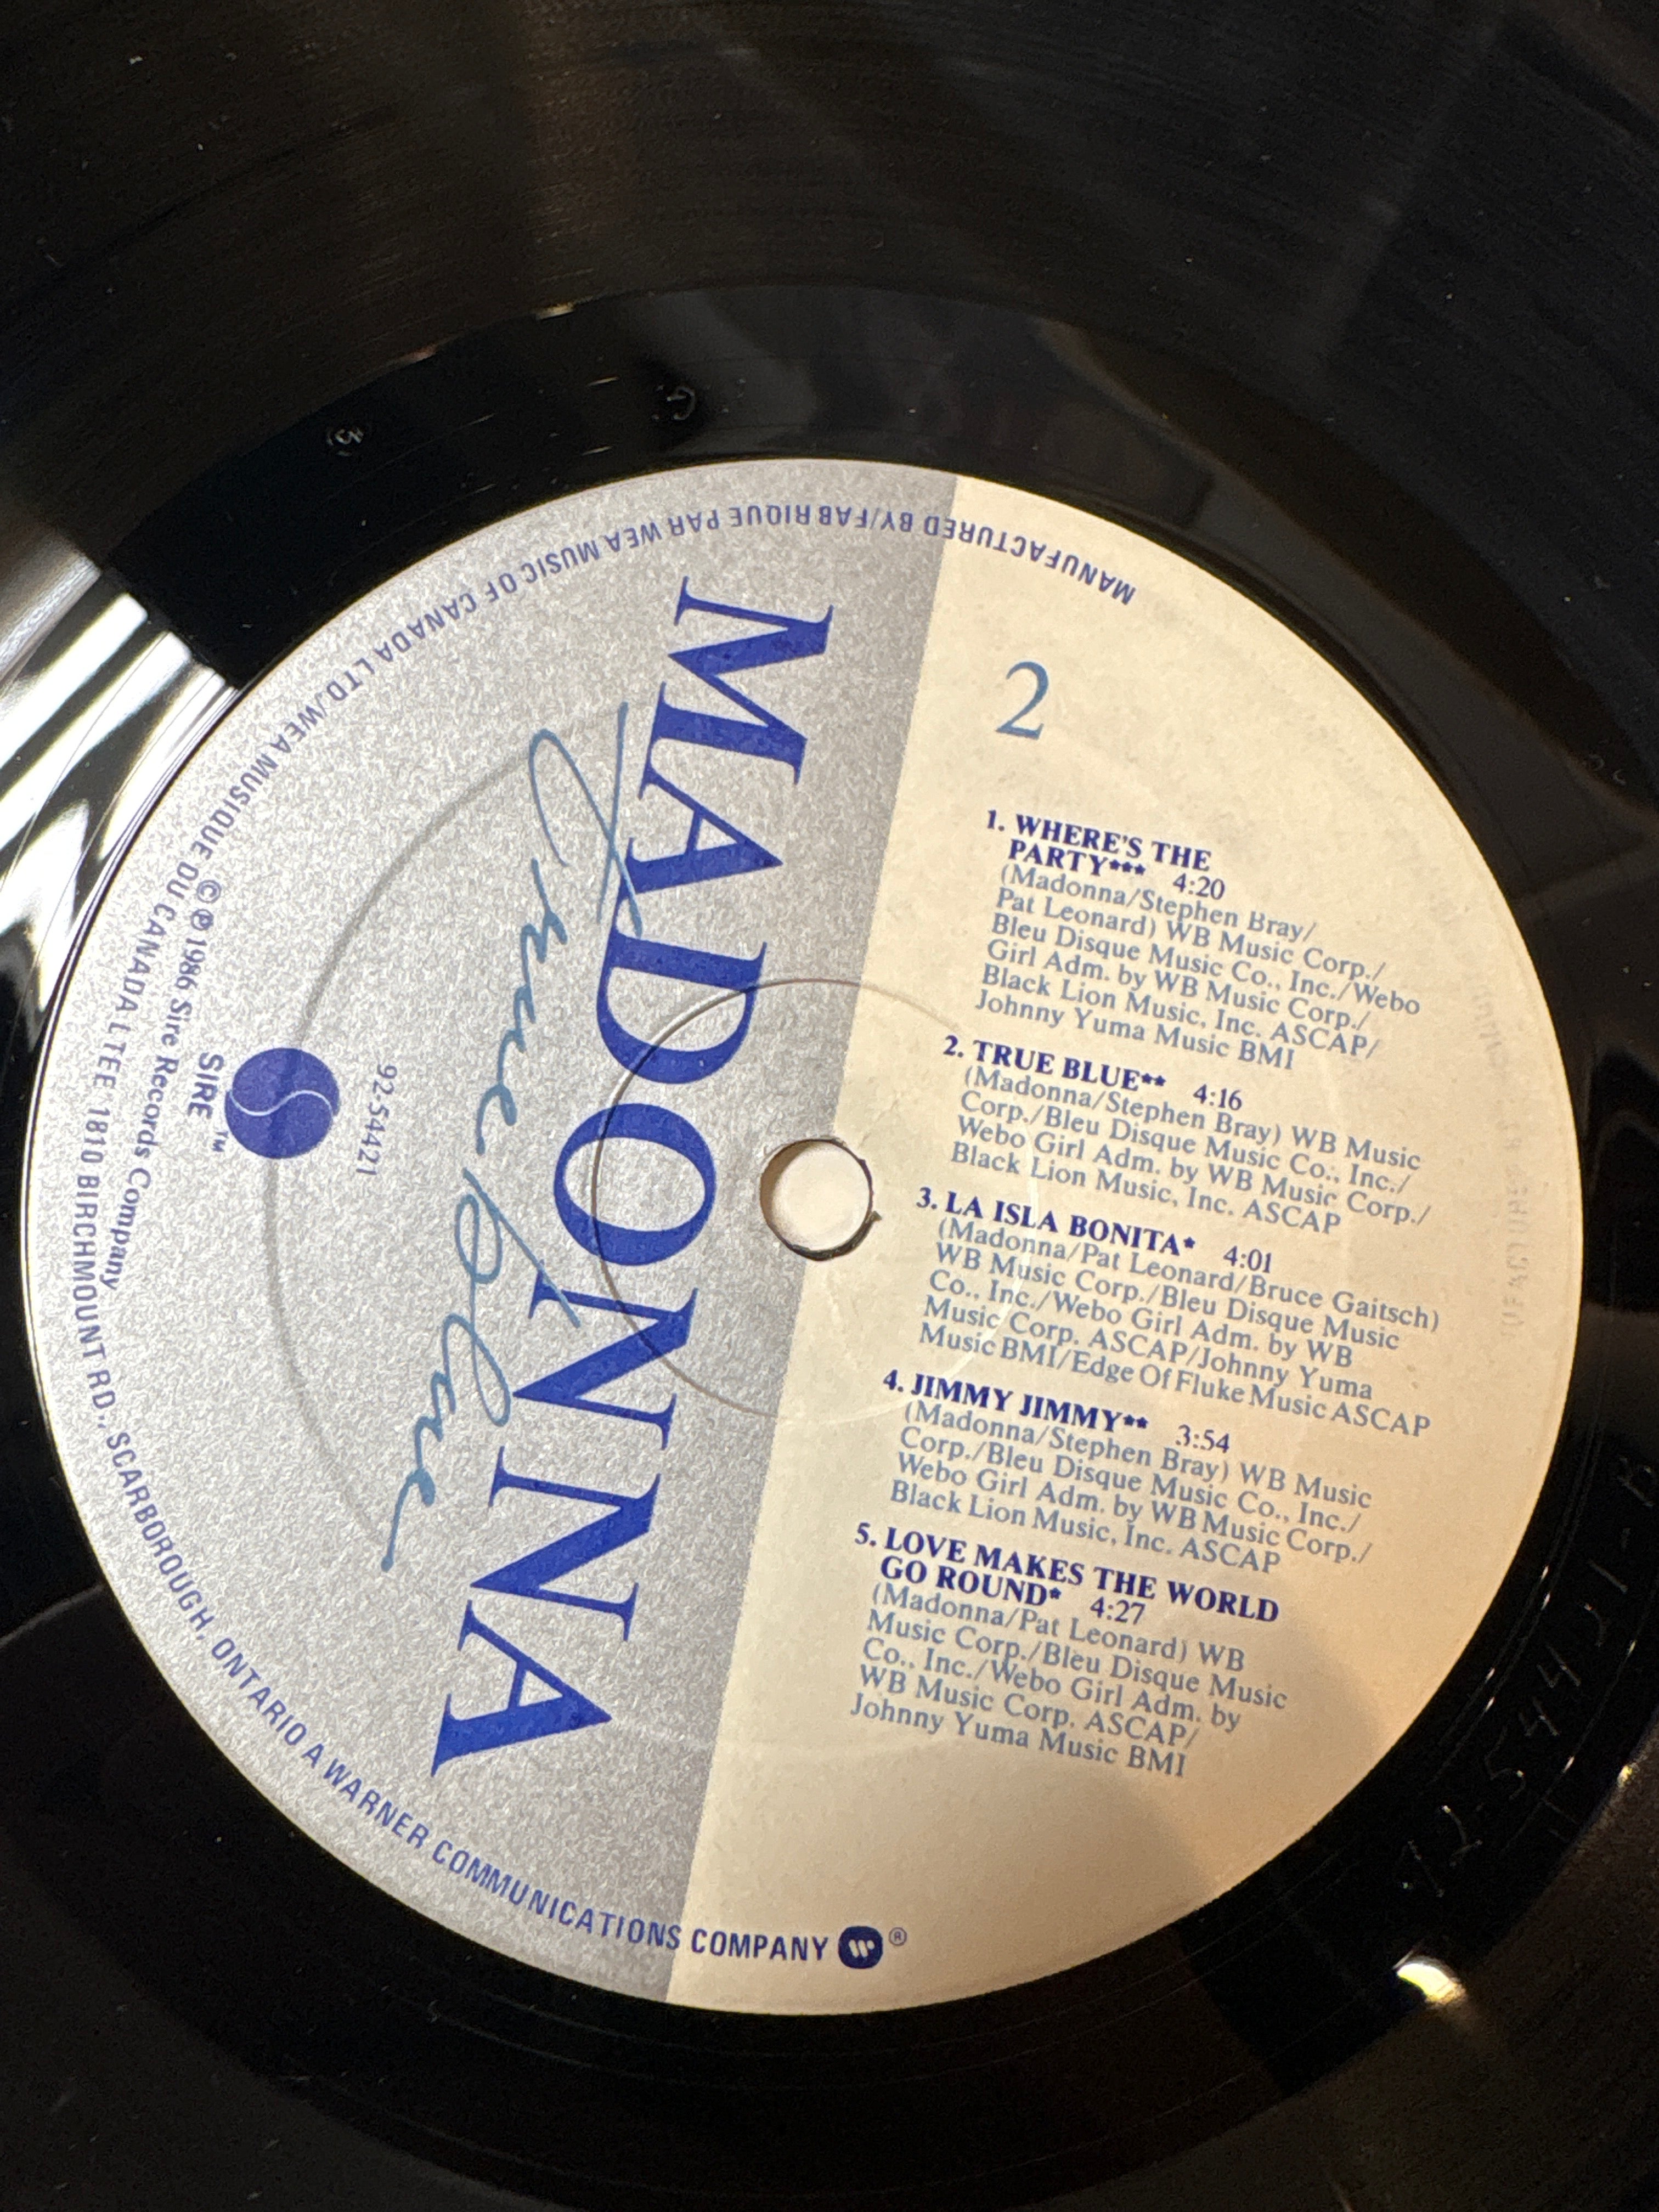 MADONNA
True Blue
2
1. WHERE'S THE
PARTY*** 4:20
(Madonna/Stephen Bray/
Pat Leonard) WB Music Corp./
Bleu Disque Music Co., Inc./Webo
Girl Adm. by WB Music Corp./
Black Lion Music, Inc. ASCAP/
Johnny Yuma Music BMI
2. TRUE BLUE** 4:16
(Madonna/Stephen Bray) WB Music
Corp./Bleu Disque Music Co., Inc./
Webo Girl Adm. by WB Music Corp./
Black Lion Music, Inc. ASCAP
3. LA ISLA BONITA* 4:01
(Madonna/Pat Leonard/Bruce Gaitsch)
WB Music Corp./Bleu Disque Music
Co., Inc./Webo Girl Adm. by WB
Music Corp. ASCAP/Johnny Yuma
Music BMI/Edge Of Fluke Music ASCAP
4. JIMMY JIMMY** 3:54
(Madonna/Stephen Bray) WB Music
Corp./Bleu Disque Music Co., Inc./
Webo Girl Adm. by WB Music Corp./
Black Lion Music, Inc. ASCAP
5. LOVE MAKES THE WORLD
GO ROUND* 4:27
(Madonna/Pat Leonard) WB
Music Corp./Bleu Disque Music
Co., Inc./Webo Girl Adm. by
WB Music Corp. ASCAP/
Johnny Yuma Music BMI
92-54421
SIRE™
©℗1986 Sire Records Company
MANUFACTURED BY/FABRIQUE PAR WEA MUSIC OF CANADA LTD./WEA MUSIQUE DU CANADA LTEE 1810 BIRCHMOUNT RD., SCARBOROUGH, ONTARIO A WARNER COMMUNICATIONS COMPANY ®